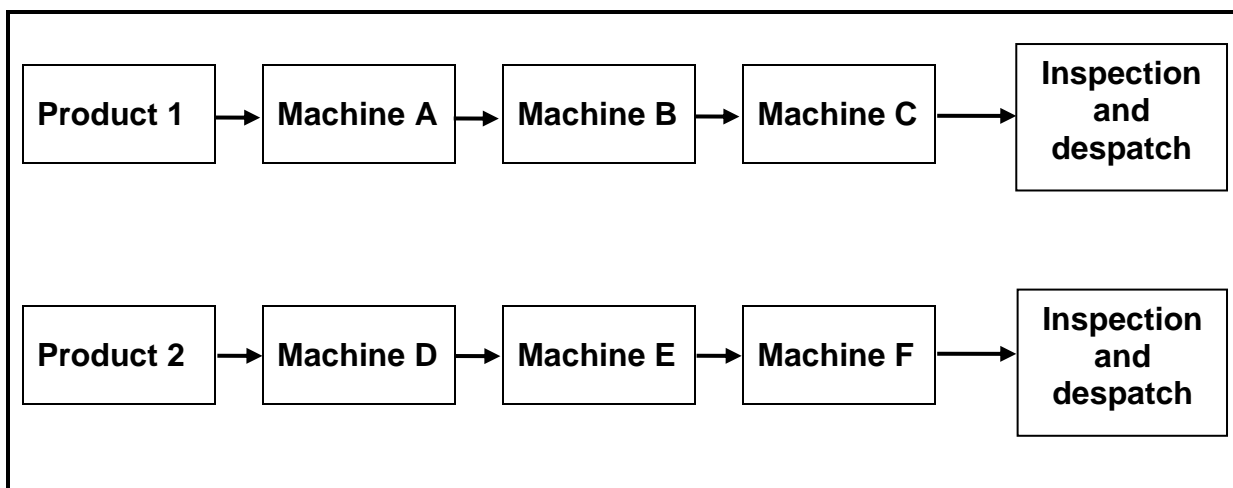 Product 1
Machine A
Machine B
Machine C
Inspection
and
despatch
Product 2
Machine D
Machine E
Machine F
Inspection
and
despatch